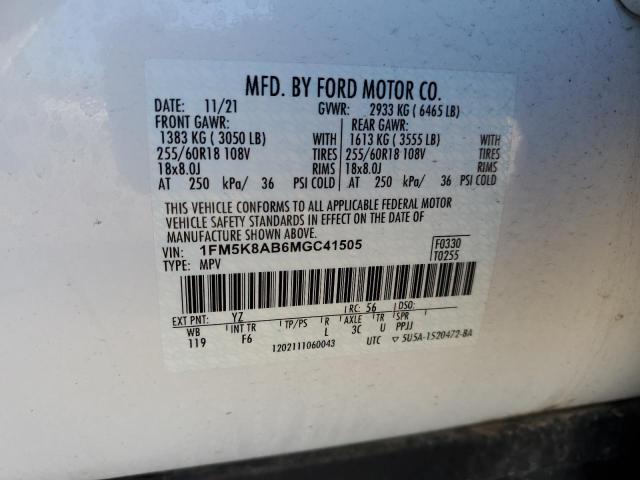 MFD. BY FORD MOTOR CO.
DATE: 11/21 GVWR: 2933 KG ( 6465 LB)
FRONT GAWR: REAR GAWR:
1383 KG ( 3050 LB) WITH 1613 KG ( 3555 LB) WITH
255/60R18 108V TIRES 255/60R18 108V TIRES
18x8.0J RIMS 18x8.0J RIMS
AT 250 kPa/ 36 PSI COLD AT 250 kPa/ 36 PSI COLD
THIS VEHICLE CONFORMS TO ALL APPLICABLE FEDERAL MOTOR
VEHICLE SAFETY STANDARDS IN EFFECT ON THE DATE OF
MANUFACTURE SHOWN ABOVE.
VIN: 1FM5K8AB6MGC41505 F0330
TYPE: MPV T0255
EXT PNT: YZ RC: 56 DSO:
WB INT TR TP/PS R AXLE TR SPR
119 F6 L 3C U PPJJ
1202111060043 UTC ▽ 5U5A-1520472-BA